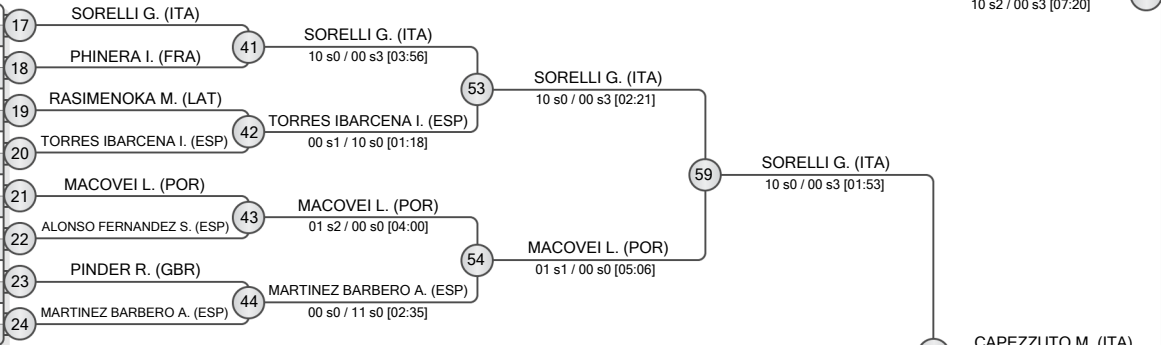 10 s2 / 00 s3 [07:20]
17 SORELLI G. (ITA)
18 PHINERA I. (FRA)
41 SORELLI G. (ITA)
10 s0 / 00 s3 [03:56]
19 RASIMENOKA M. (LAT)
20 TORRES IBARCENA I. (ESP)
42 TORRES IBARCENA I. (ESP)
00 s1 / 10 s0 [01:18]
53 SORELLI G. (ITA)
10 s0 / 00 s3 [02:21]
21 MACOVEI L. (POR)
22 ALONSO FERNANDEZ S. (ESP)
43 MACOVEI L. (POR)
01 s2 / 00 s0 [04:00]
23 PINDER R. (GBR)
24 MARTINEZ BARBERO A. (ESP)
44 MARTINEZ BARBERO A. (ESP)
00 s0 / 11 s0 [02:35]
54 MACOVEI L. (POR)
01 s1 / 00 s0 [05:06]
59 SORELLI G. (ITA)
10 s0 / 00 s3 [01:53]
CAPEZZUTO M. (ITA)